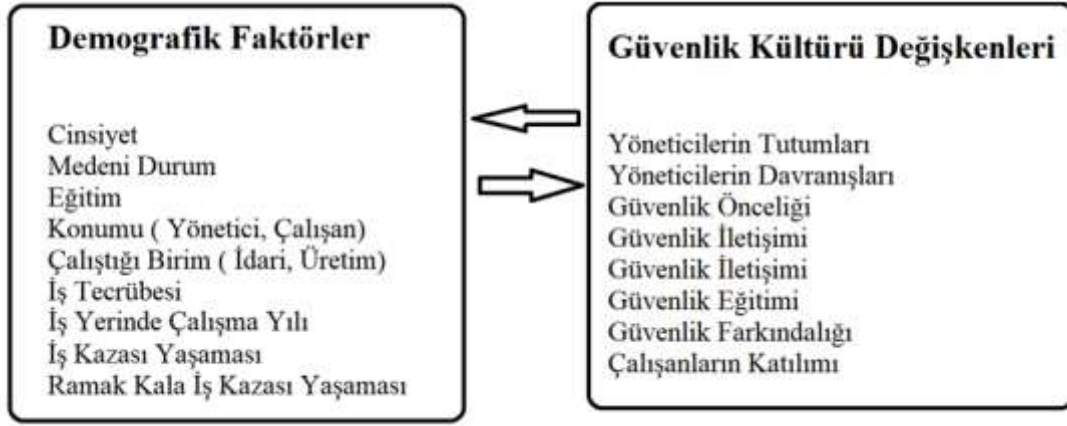 Demografik Faktörler
Cinsiyet
Medeni Durum
Eğitim
Konumu ( Yönetici, Çalışan)
Çalıştığı Birim ( İdari, Üretim)
İş Tecrübesi
İş Yerinde Çalışma Yılı
İş Kazası Yaşaması
Ramak Kala İş Kazası Yaşaması
Güvenlik Kültürü Değişkenleri
Yöneticilerin Tutumları
Yöneticilerin Davranışları
Güvenlik Önceliği
Güvenlik İletişimi
Güvenlik İletişimi
Güvenlik Eğitimi
Güvenlik Farkındalığı
Çalışanların Katılımı